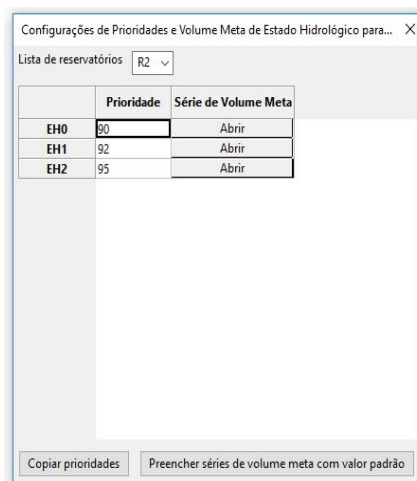 Configurações de Prioridades e Volume Meta de Estado Hidrológico para... X
Lista de reservatórios R2
Prioridade Série de Volume Meta
EH0 90 Abrir
EH1 92 Abrir
EH2 95 Abrir
Copiar prioridades Preencher séries de volume meta com valor padrão